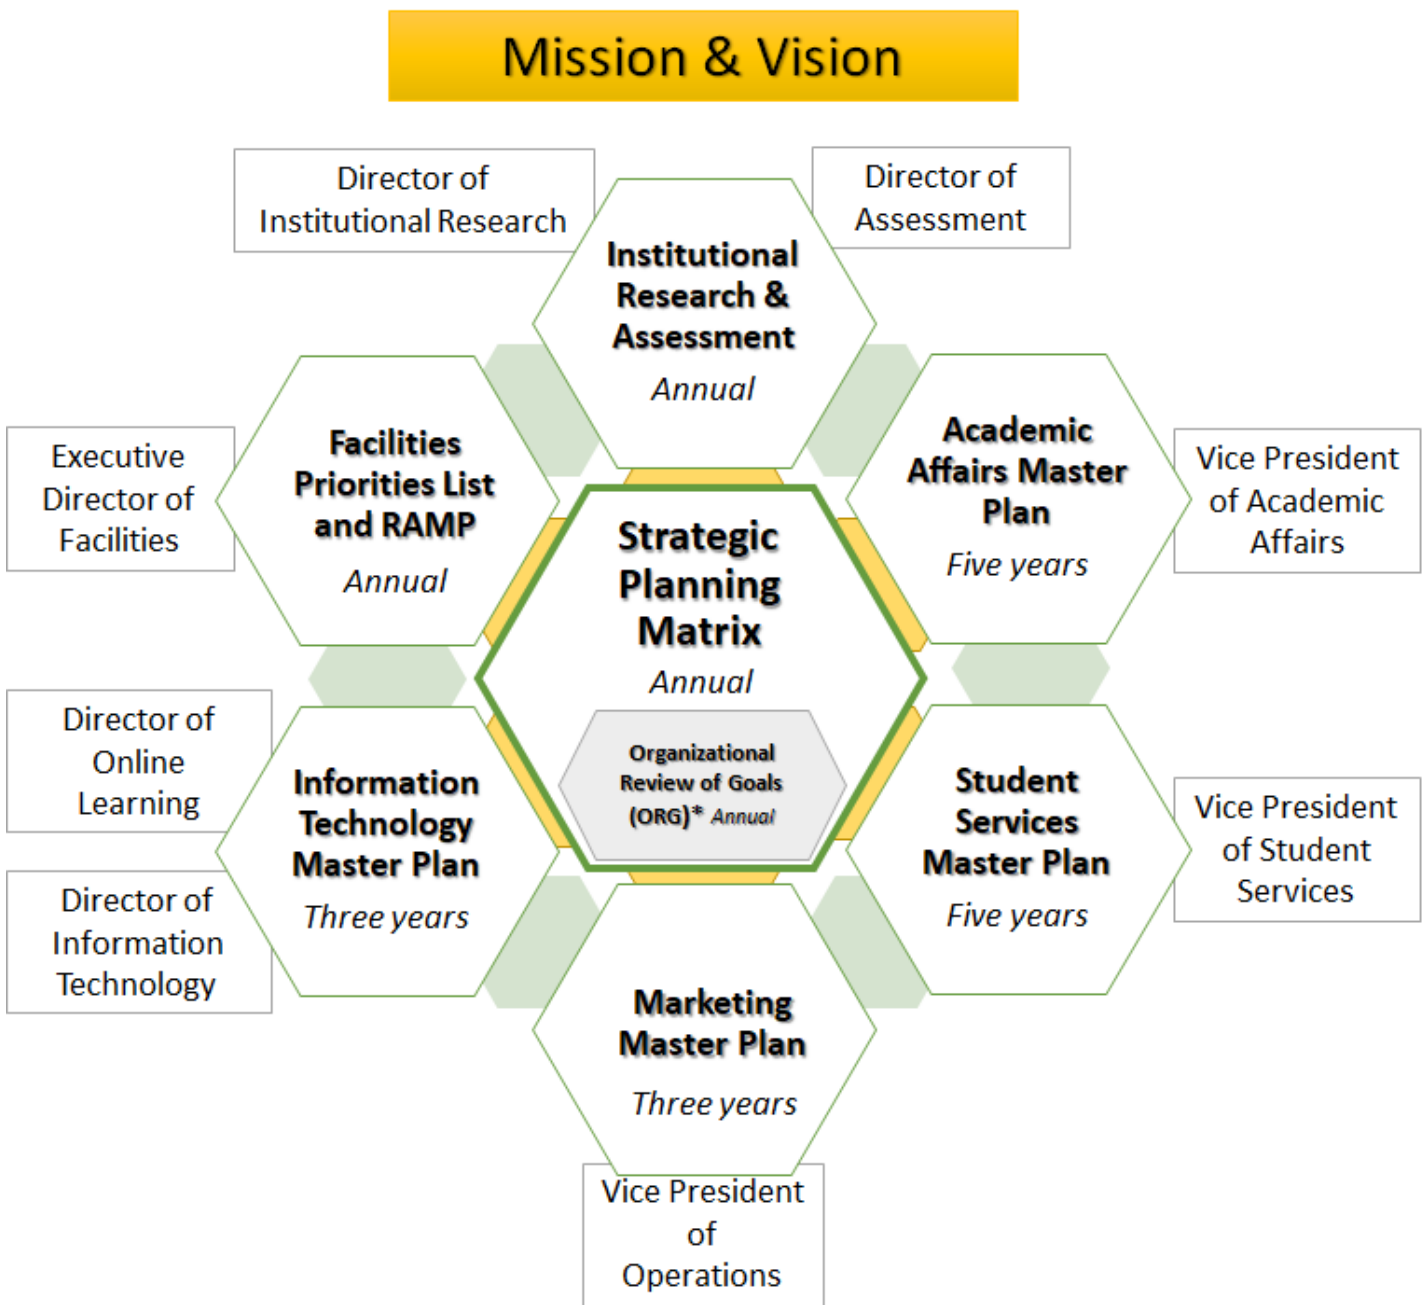 Mission & Vision
Director of
Institutional Research
Director of
Assessment
Institutional
Research &
Assessment
Annual
Facilities
Priorities List
and RAMP
Annual
Executive
Director of
Facilities
Academic
Affairs Master
Plan
Five years
Vice President
of Academic
Affairs
Strategic
Planning
Matrix
Annual
Organizational
Review of Goals
(ORG)* Annual
Director of
Online
Learning
Information
Technology
Master Plan
Three years
Director of
Information
Technology
Student
Services
Master Plan
Five years
Vice President
of Student
Services
Marketing
Master Plan
Three years
Vice President
of
Operations